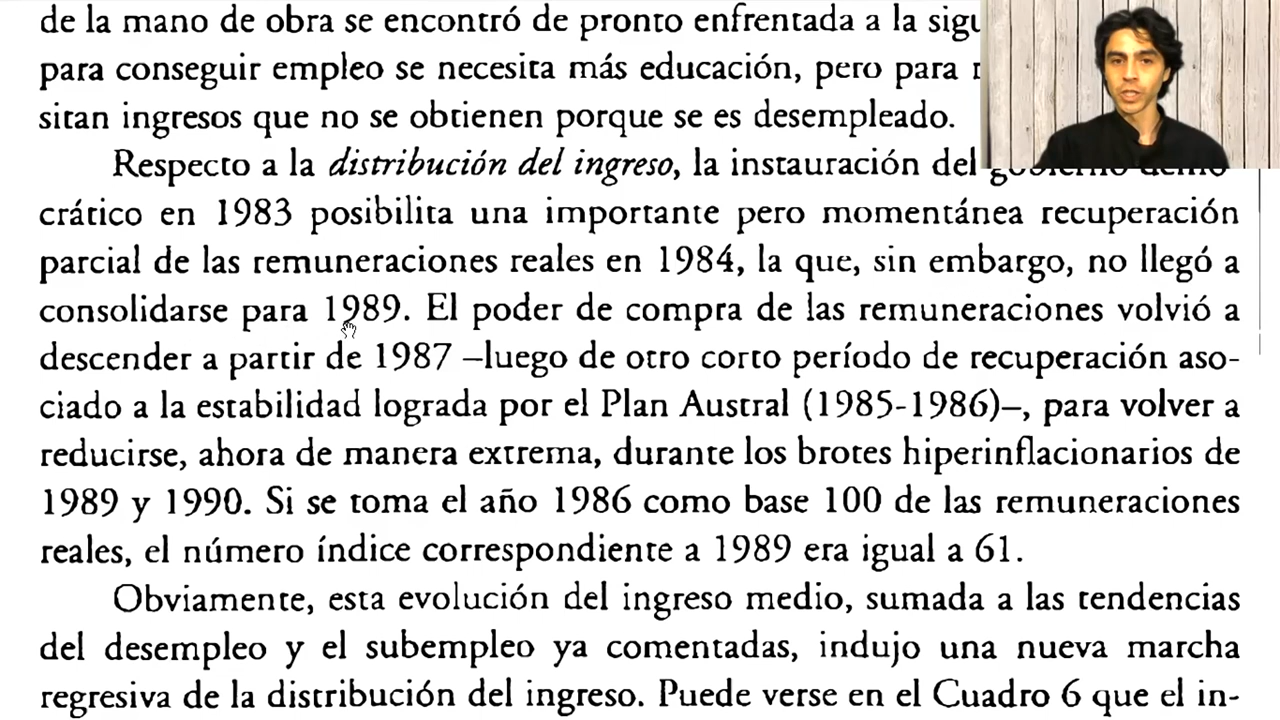 de la mano de obra se encontró de pronto enfrentada a la
para conseguir empleo se necesita más educación, pero para
sitan ingresos que no se obtienen porque se es desempleado.
Respecto a la distribución del ingreso, la instauración del gobierno demo-
crático en 1983 posibilita una importante pero momentánea recuperación
parcial de las remuneraciones reales en 1984, la que, sin embargo, no llegó a
consolidarse para 1989. El poder de compra de las remuneraciones volvió a
descender a partir de 1987 –luego de otro corto período de recuperación aso-
ciado a la estabilidad lograda por el Plan Austral (1985-1986)–, para volver a
reducirse, ahora de manera extrema, durante los brotes hiperinflacionarios de
1989 y 1990. Si se toma el año 1986 como base 100 de las remuneraciones
reales, el número índice correspondiente a 1989 era igual a 61.
Obviamente, esta evolución del ingreso medio, sumada a las tendencias
del desempleo y el subempleo ya comentadas, indujo una nueva marcha
regresiva de la distribución del ingreso. Puede verse en el Cuadro 6 que el in-